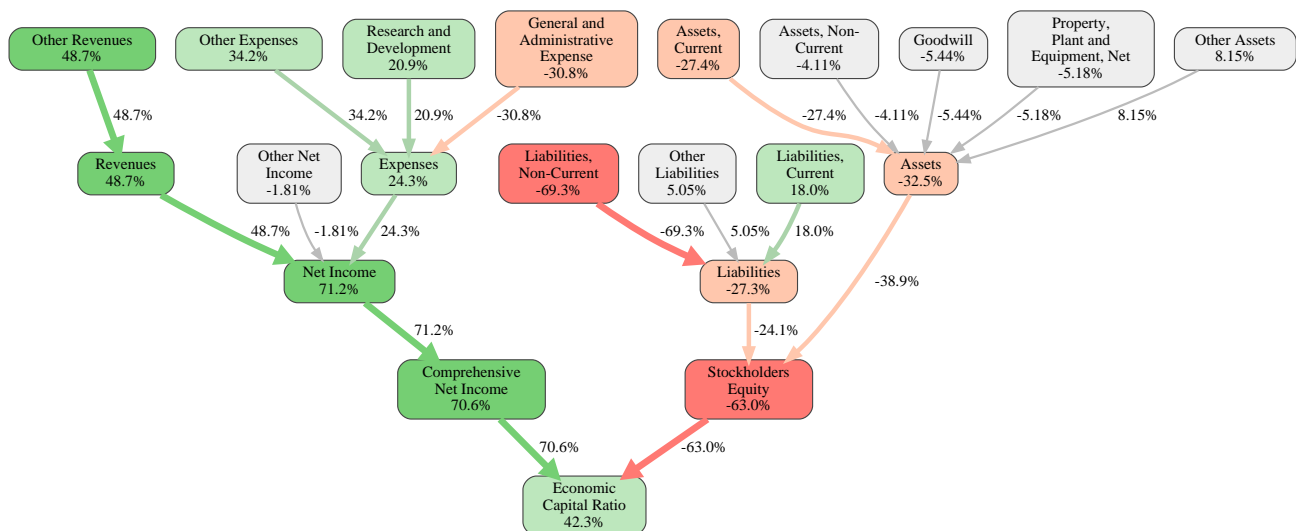 Other Revenues
48.7%
Other Expenses
34.2%
Research and
Development
20.9%
General and
Administrative
Expense
-30.8%
Assets,
Current
-27.4%
Assets, Non-
Current
-4.11%
Goodwill
-5.44%
Property,
Plant and
Equipment, Net
-5.18%
Other Assets
8.15%
48.7%
34.2%
20.9%
-30.8%
-27.4%
-4.11%
-5.44%
-5.18%
8.15%
Revenues
48.7%
Other Net
Income
-1.81%
Expenses
24.3%
Liabilities,
Non-Current
-69.3%
Other
Liabilities
5.05%
Liabilities,
Current
18.0%
Assets
-32.5%
48.7%
-1.81%
24.3%
-69.3%
5.05%
18.0%
Net Income
71.2%
Liabilities
-27.3%
-38.9%
71.2%
-24.1%
Comprehensive
Net Income
70.6%
Stockholders
Equity
-63.0%
70.6%
-63.0%
Economic
Capital Ratio
42.3%